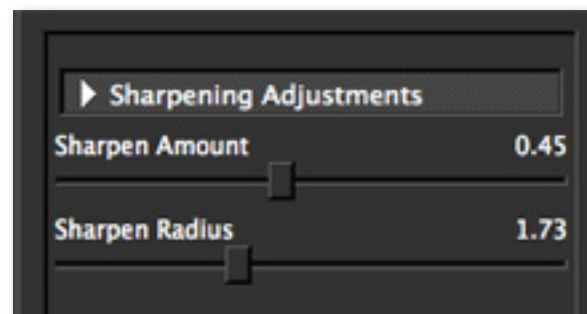 Sharpening Adjustments
Sharpen Amount 0.45
Sharpen Radius 1.73